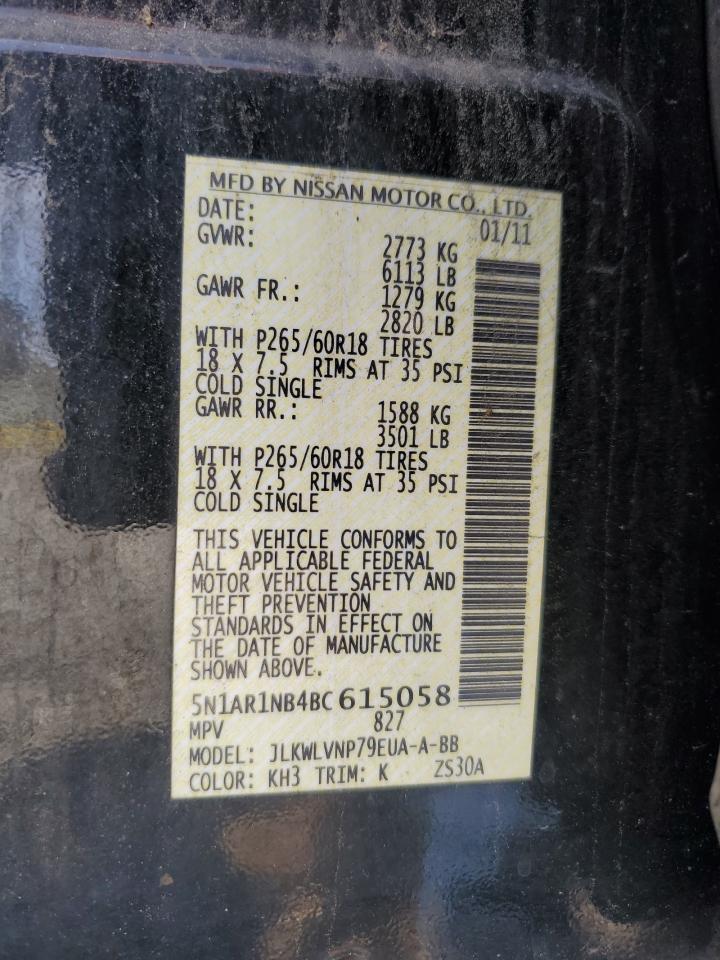 MFD BY NISSAN MOTOR CO., LTD.
DATE: 01/11
GVWR: 2773 KG
6113 LB
GAWR FR.: 1279 KG
2820 LB
WITH P265/60R18 TIRES
18 X 7.5 RIMS AT 35 PSI
COLD SINGLE
GAWR RR.: 1588 KG
3501 LB
WITH P265/60R18 TIRES
18 X 7.5 RIMS AT 35 PSI
COLD SINGLE
THIS VEHICLE CONFORMS TO
ALL APPLICABLE FEDERAL
MOTOR VEHICLE SAFETY AND
THEFT PREVENTION
STANDARDS IN EFFECT ON
THE DATE OF MANUFACTURE
SHOWN ABOVE.
5N1AR1NB4BC615058
MPV 827
MODEL: JLKWLVNP79EUA-A-BB
COLOR: KH3 TRIM: K ZS30A